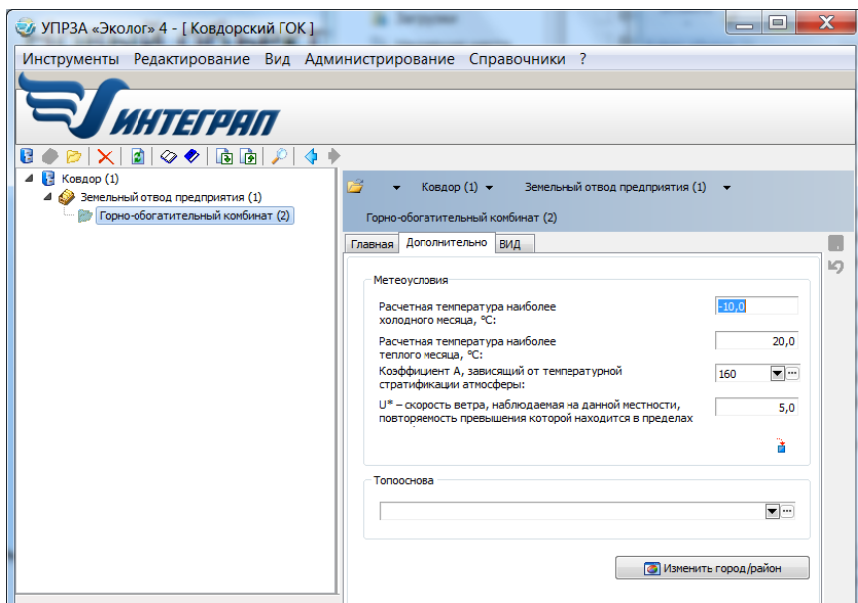 УПРЗА «Эколог» 4 - [ Ковдорский ГОК ]
Инструменты Редактирование Вид Администрирование Справочники ?
ИНТЕГРАЛ
Ковдор (1)
Земельный отвод предприятия (1)
Горно-обогатительный комбинат (2)
Ковдор (1) Земельный отвод предприятия (1)
Горно-обогатительный комбинат (2)
Главная Дополнительно ВИД
Метеоусловия
Расчетная температура наиболее
холодного месяца, °C:
-10,0
Расчетная температура наиболее
теплого месяца, °C:
20,0
Коэффициент А, зависящий от температурной
стратификации атмосферы:
160
U* – скорость ветра, наблюдаемая на данной местности,
повторяемость превышения которой находится в пределах
5,0
Топооснова
Изменить город/район